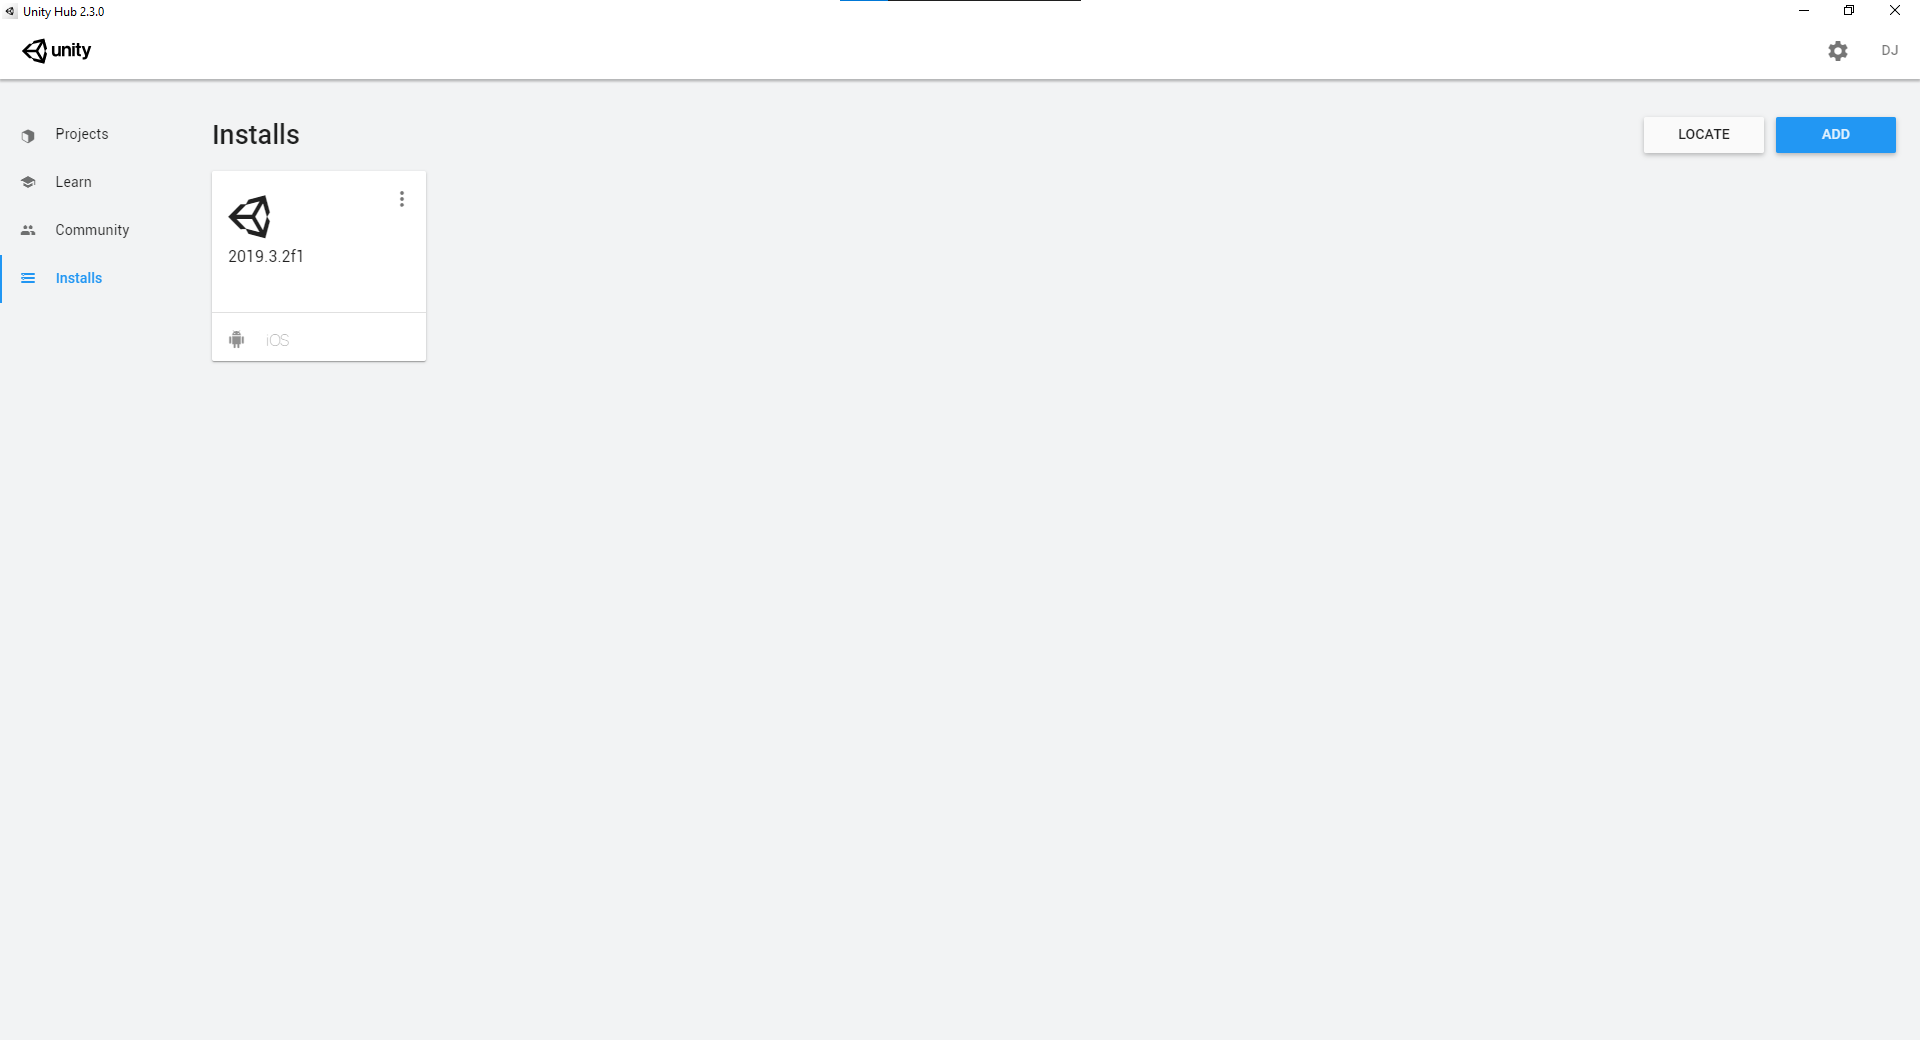 Unity Hub 2.3.0
unity
DJ
Projects
Learn
Community
Installs
Installs
LOCATE
ADD
2019.3.2f1
iOS